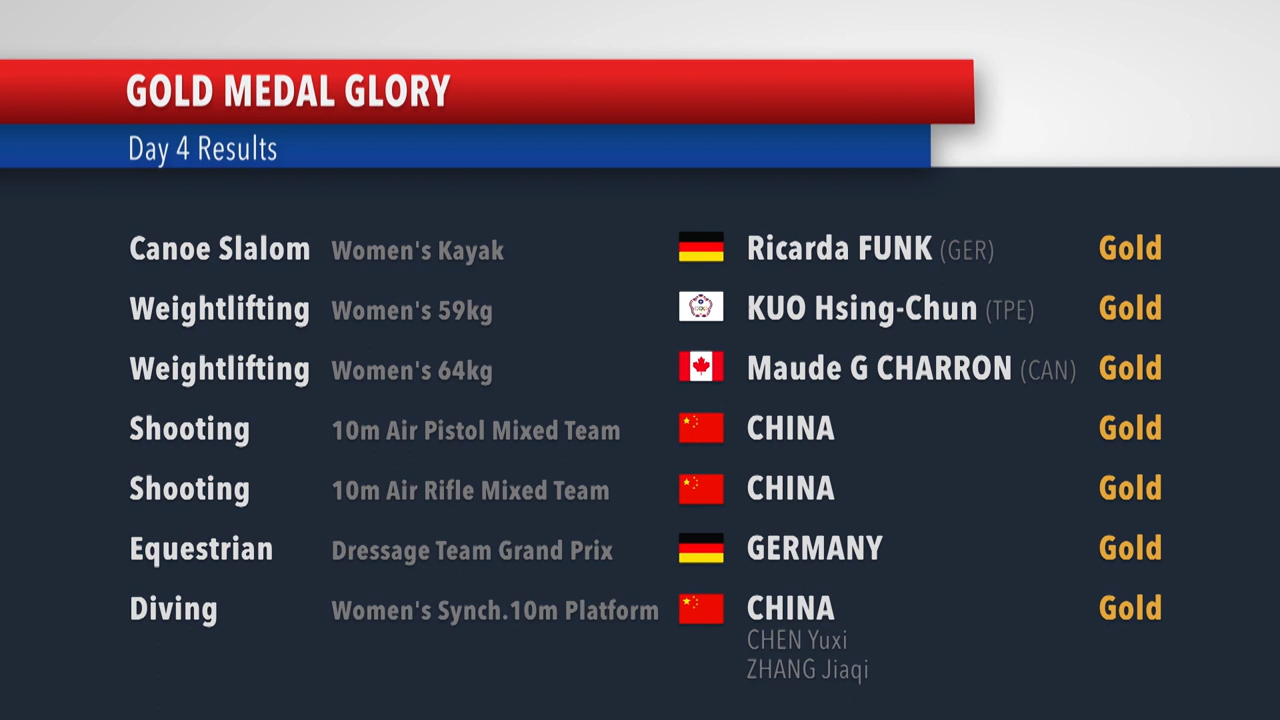 GOLD MEDAL GLORY
Day 4 Results
Canoe Slalom Women's Kayak Ricarda FUNK (GER) Gold
Weightlifting Women's 59kg KUO Hsing-Chun (TPE) Gold
Weightlifting Women's 64kg Maude G CHARRON (CAN) Gold
Shooting 10m Air Pistol Mixed Team CHINA Gold
Shooting 10m Air Rifle Mixed Team CHINA Gold
Equestrian Dressage Team Grand Prix GERMANY Gold
Diving Women's Synch.10m Platform CHINA Gold
CHEN Yuxi
ZHANG Jiaqi